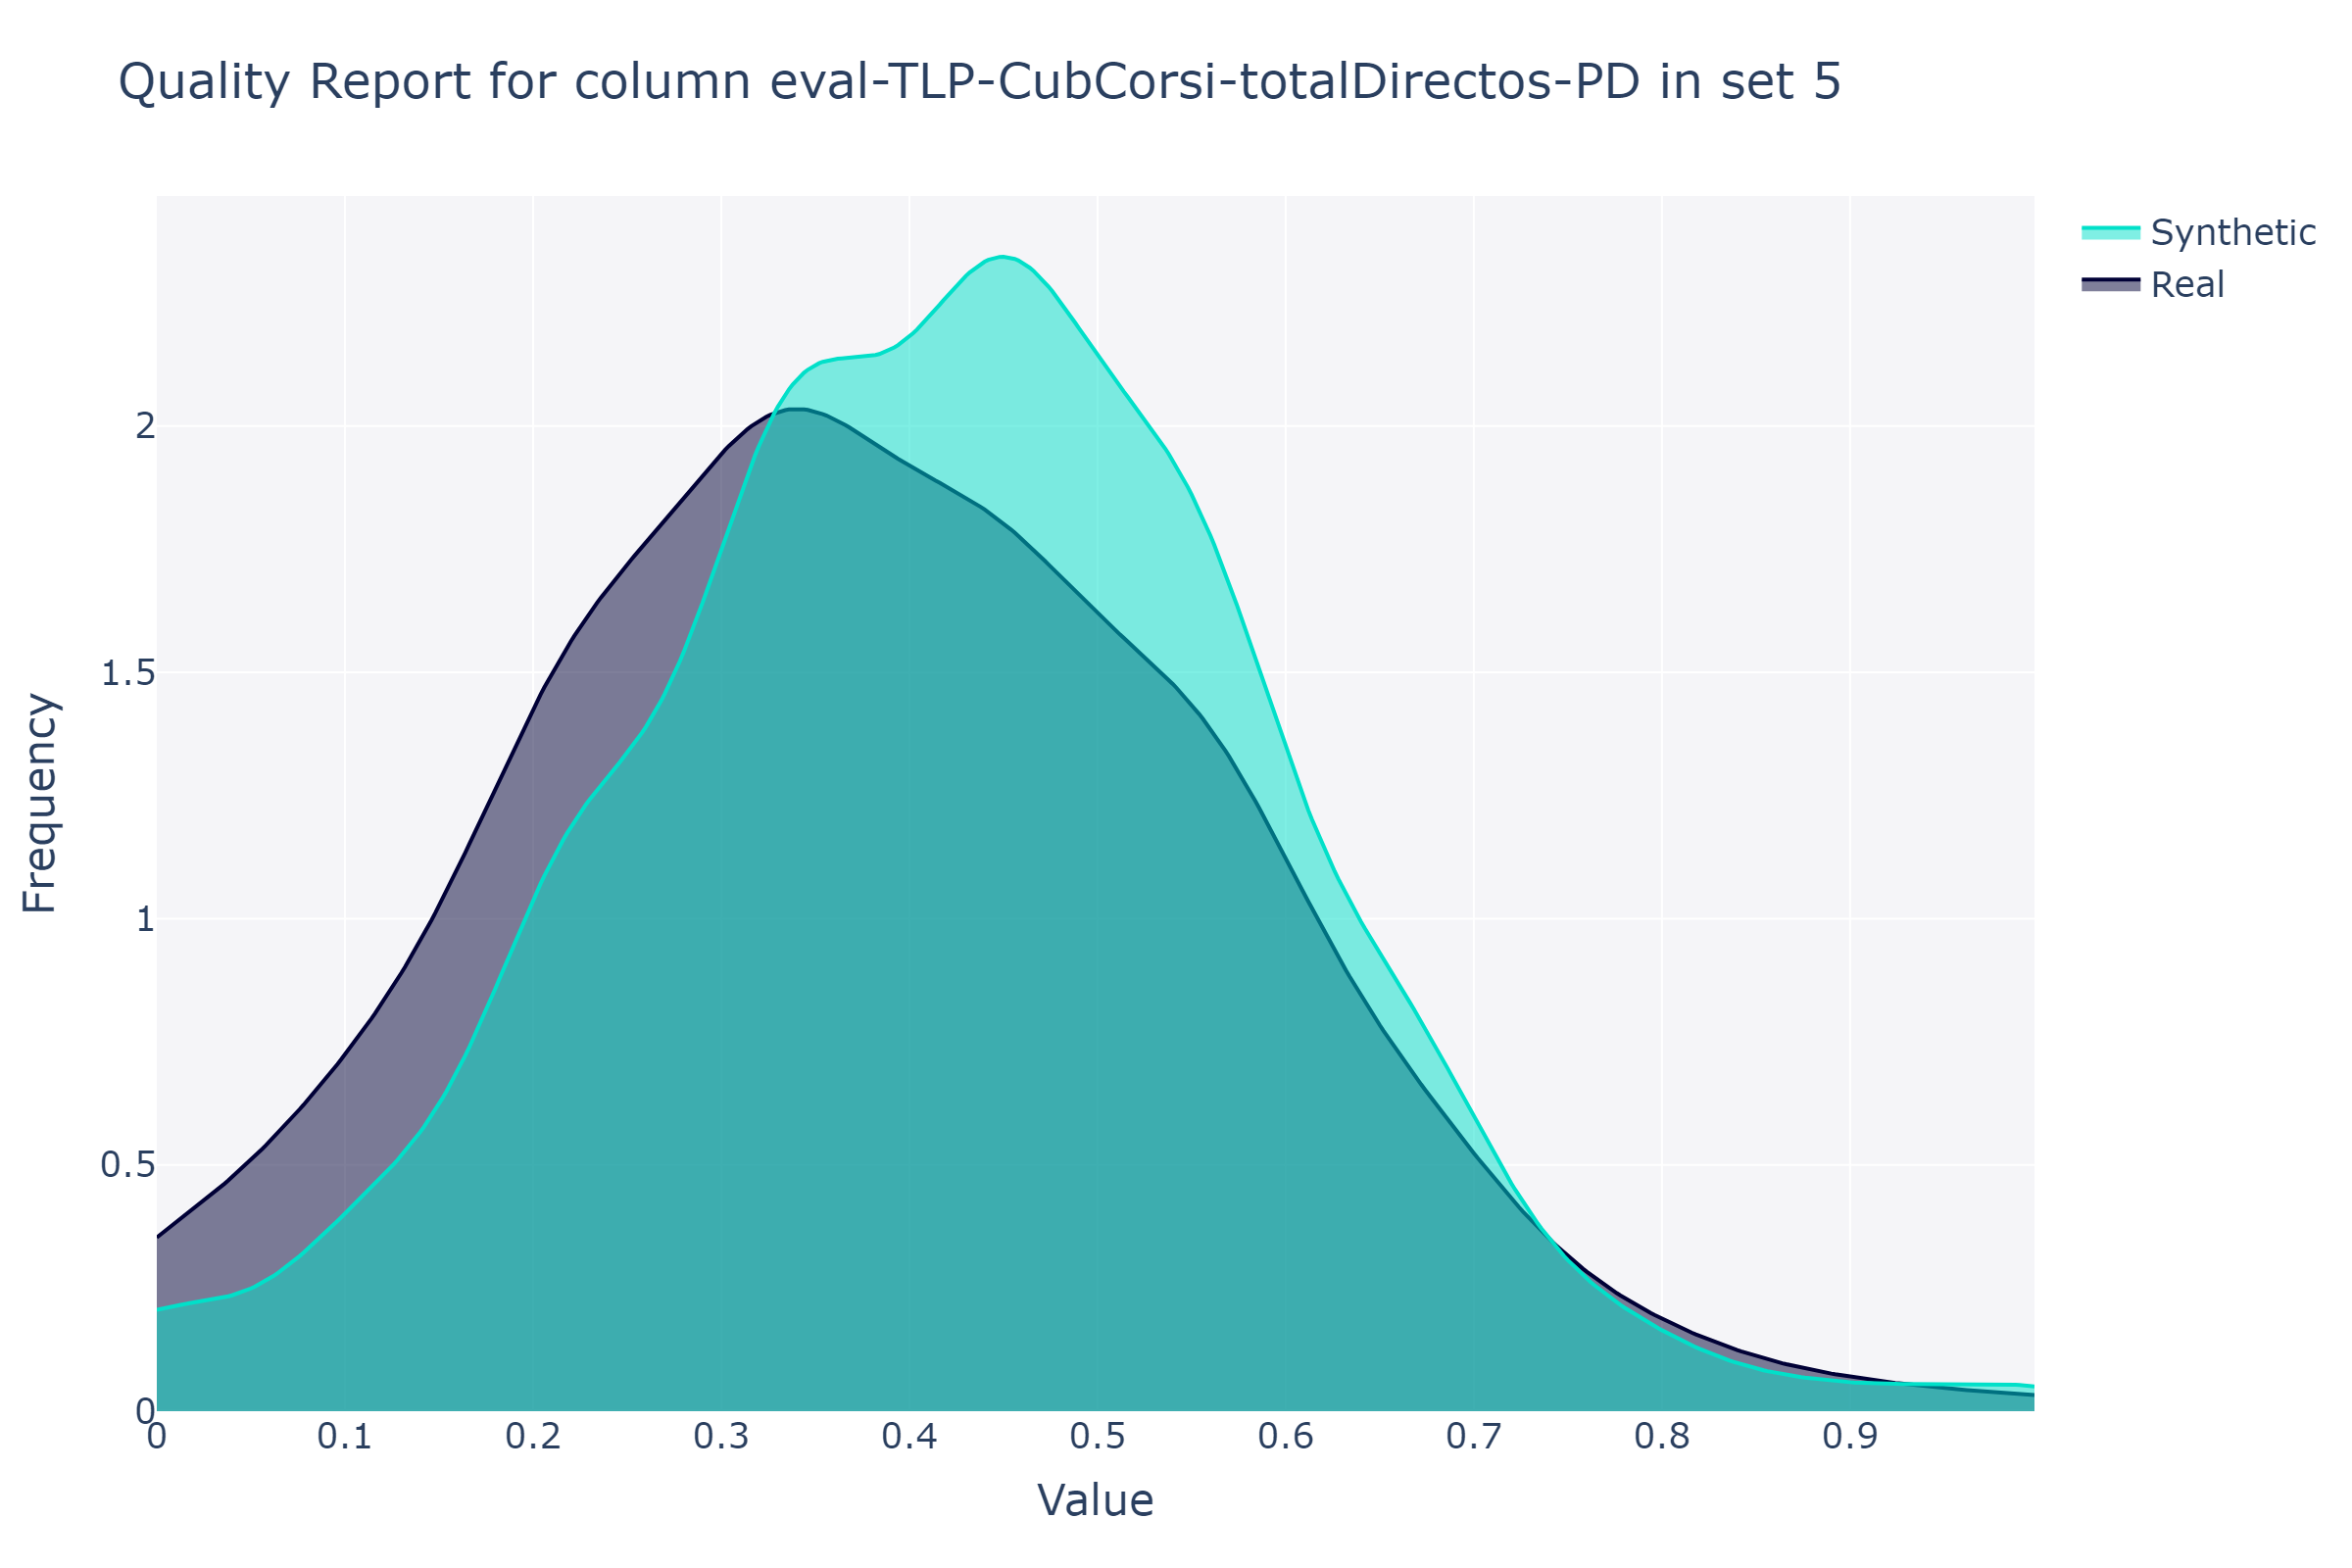 Quality Report for column eval-TLP-CubCorsi-totalDirectos-PD in set 5
Synthetic
Real
Frequency
2
1.5
1
0.5
0
0 0.1 0.2 0.3 0.4 0.5 0.6 0.7 0.8 0.9
Value